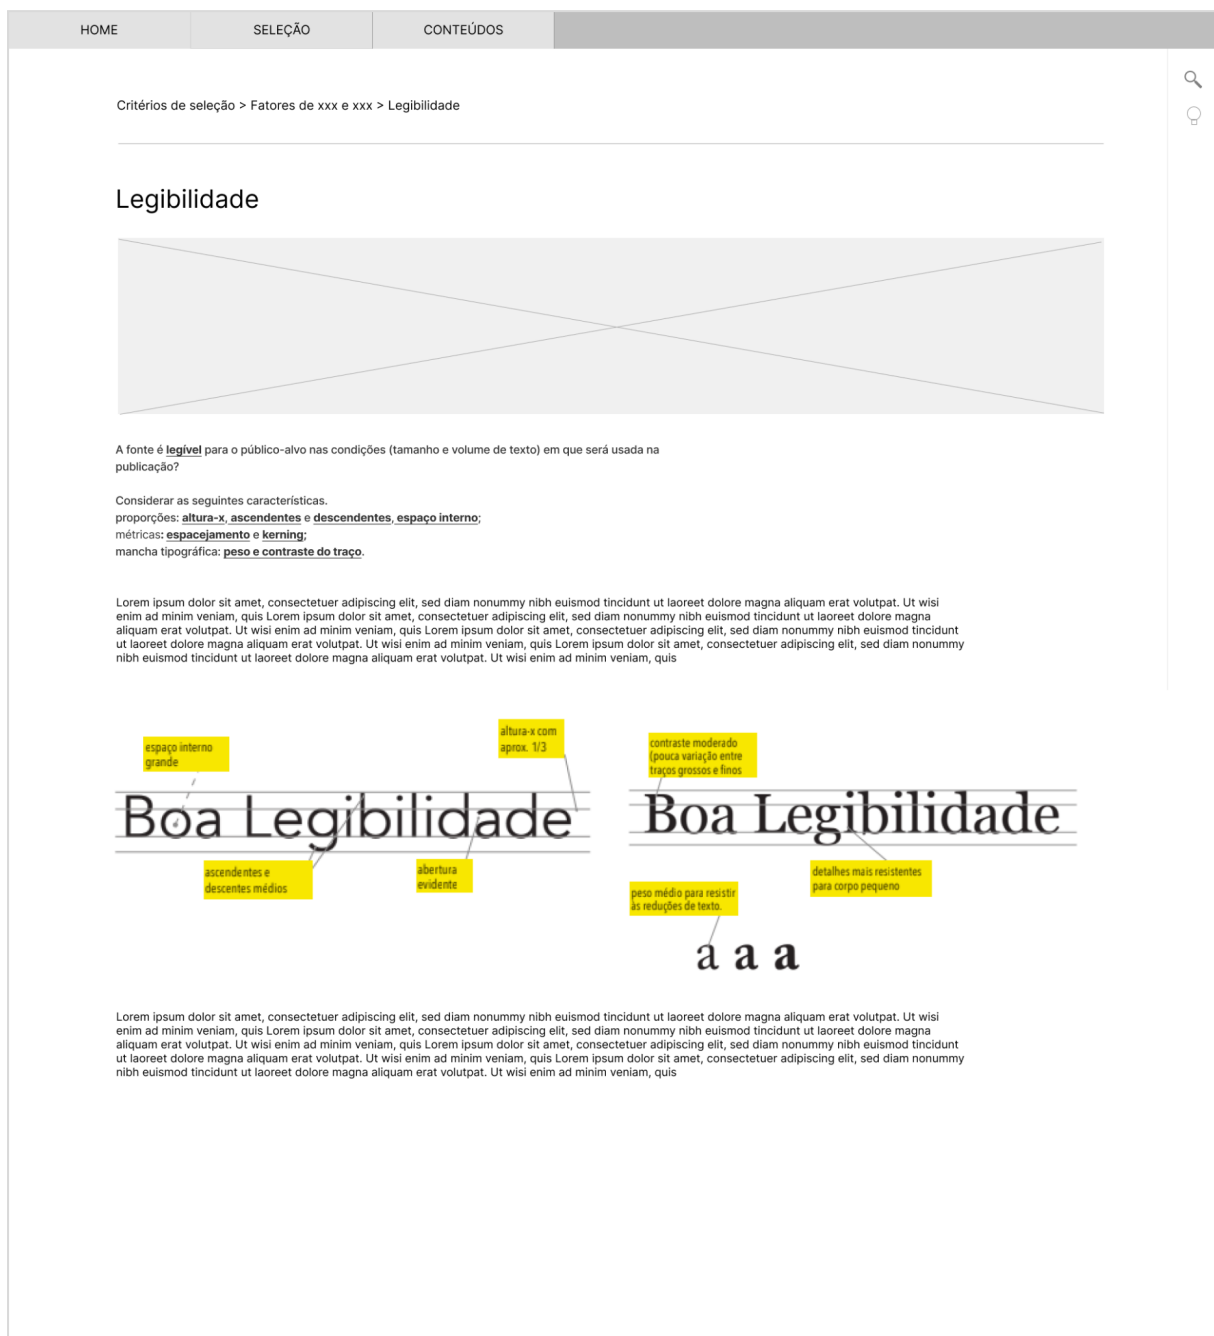 HOME
SELEÇÃO
CONTEÚDOS
Critérios de seleção > Fatores de xxx e xxx > Legibilidade
Legibilidade
A fonte é legível para o público-alvo nas condições (tamanho e volume de texto) em que será usada na
publicação?
Considerar as seguintes características.
proporções: altura-x, ascendentes e descendentes, espaço interno;
métricas: espacejamento e kerning;
mancha tipográfica: peso e contraste do traço.
Lorem ipsum dolor sit amet, consectetuer adipiscing elit, sed diam nonummy nibh euismod tincidunt ut laoreet dolore magna aliquam erat volutpat. Ut wisi
enim ad minim veniam, quis Lorem ipsum dolor sit amet, consectetuer adipiscing elit, sed diam nonummy nibh euismod tincidunt ut laoreet dolore magna
aliquam erat volutpat. Ut wisi enim ad minim veniam, quis Lorem ipsum dolor sit amet, consectetuer adipiscing elit, sed diam nonummy nibh euismod tincidunt
ut laoreet dolore magna aliquam erat volutpat. Ut wisi enim ad minim veniam, quis Lorem ipsum dolor sit amet, consectetuer adipiscing elit, sed diam nonummy
nibh euismod tincidunt ut laoreet dolore magna aliquam erat volutpat. Ut wisi enim ad minim veniam, quis
espaço interno
grande
altura-x com
aprox. 1/3
Boa Legibilidade
ascendentes e
descentes médios
abertura
evidente
contraste moderado
(pouca variação entre
traços grossos e finos
Boa Legibilidade
detalhes mais resistentes
para corpo pequeno
peso médio para resistir
às reduções de texto.
a a a
Lorem ipsum dolor sit amet, consectetuer adipiscing elit, sed diam nonummy nibh euismod tincidunt ut laoreet dolore magna aliquam erat volutpat. Ut wisi
enim ad minim veniam, quis Lorem ipsum dolor sit amet, consectetuer adipiscing elit, sed diam nonummy nibh euismod tincidunt ut laoreet dolore magna
aliquam erat volutpat. Ut wisi enim ad minim veniam, quis Lorem ipsum dolor sit amet, consectetuer adipiscing elit, sed diam nonummy nibh euismod tincidunt
ut laoreet dolore magna aliquam erat volutpat. Ut wisi enim ad minim veniam, quis Lorem ipsum dolor sit amet, consectetuer adipiscing elit, sed diam nonummy
nibh euismod tincidunt ut laoreet dolore magna aliquam erat volutpat. Ut wisi enim ad minim veniam, quis